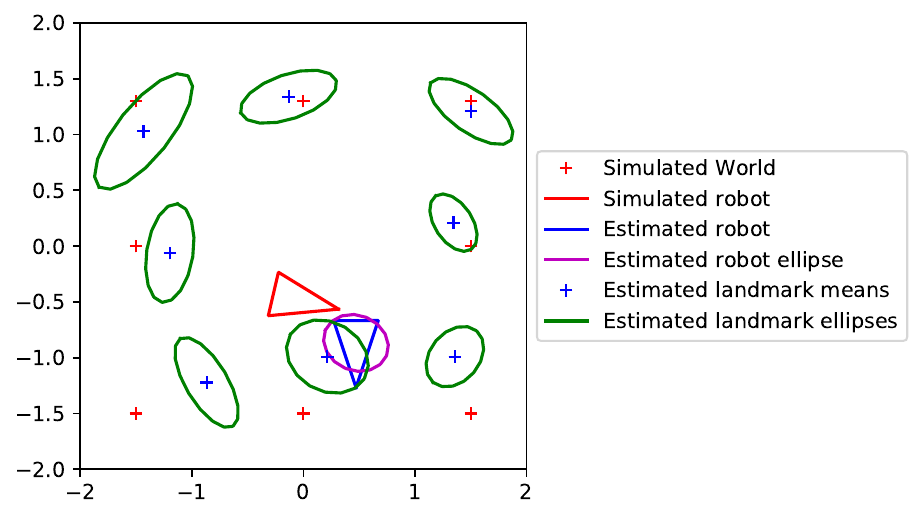 2.0
1.5
1.0
0.5
0.0
−0.5
−1.0
−1.5
−2.0
−2
−1
0
1
2
Simulated World
Simulated robot
Estimated robot
Estimated robot ellipse
Estimated landmark means
Estimated landmark ellipses